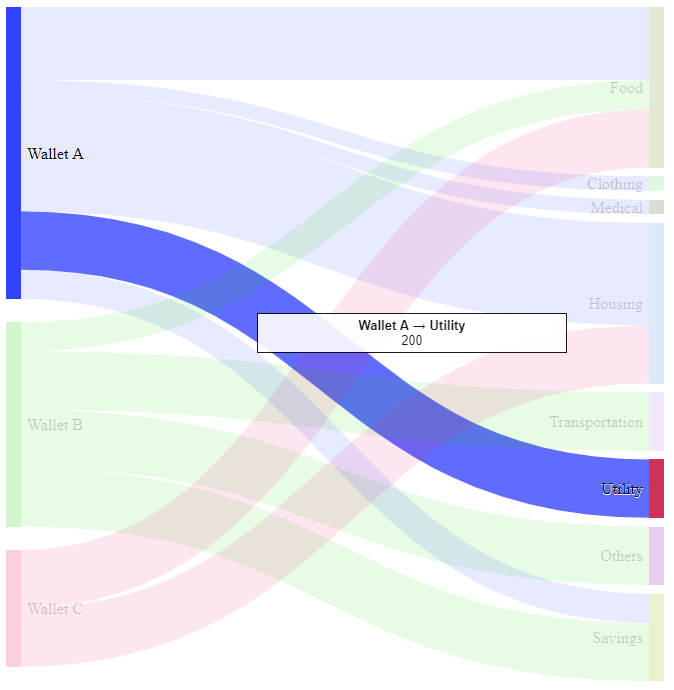 Food
Wallet A
Clothing
Medical
Housing
Wallet A → Utility
200
Transportation
Wallet B
Utility
Others
Wallet C
Savings